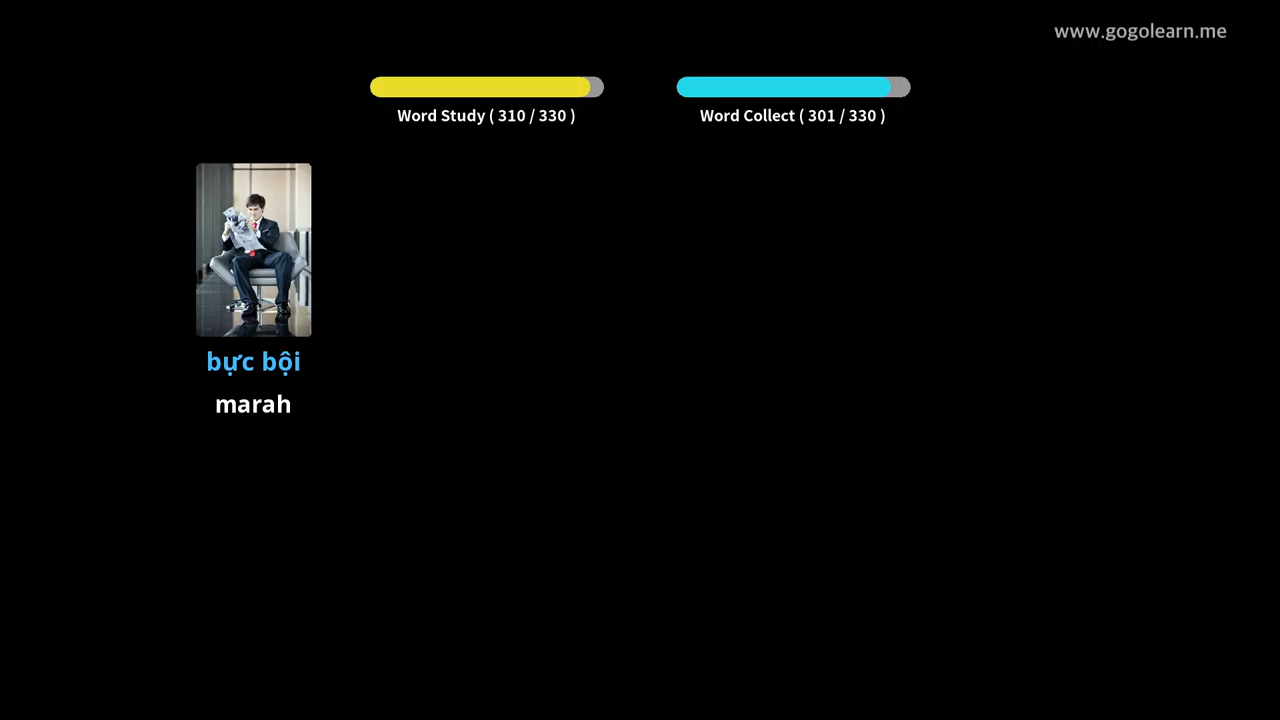 www.gogolearn.me
Word Study ( 310 / 330 )
Word Collect ( 301 / 330 )
bực bội
marah